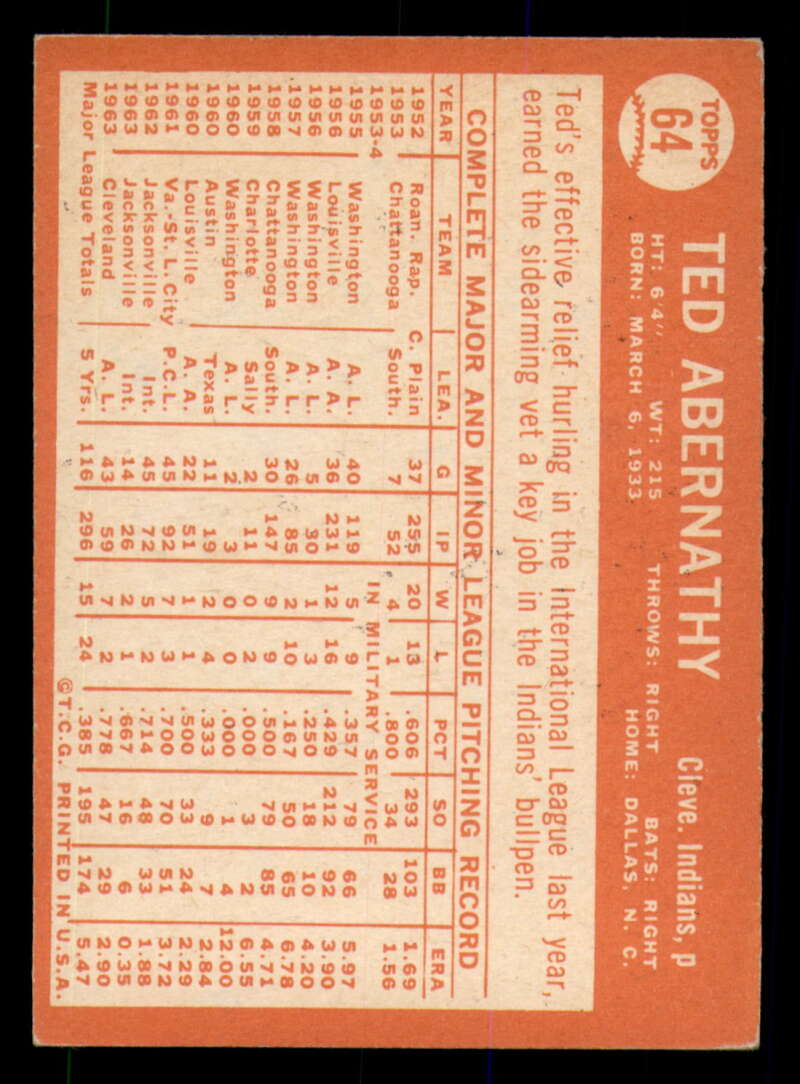 TOPPS
64
TED ABERNATHY Cleve. Indians, p
HT: 6'4" WT: 215 THROWS: RIGHT BATS: RIGHT
BORN: MARCH 6, 1933 HOME: DALLAS, N. C.
Ted's effective relief hurling in the International League last year,
earned the sidearming vet a key job in the Indians' bullpen.
COMPLETE MAJOR AND MINOR LEAGUE PITCHING RECORD
YEAR TEAM LEA. G IP W L PCT SO BB ERA
1952 Roan. Rap. C. Plain 37 255 20 13 .606 293 103 1.69
1953 Chattanooga South. 7 52 4 1 .800 34 28 1.56
1953-4 IN MILITARY SERVICE
1955 Washington A. L. 40 119 5 9 .357 79 66 5.97
1956 Louisville A. A. 36 231 12 16 .429 212 92 3.90
1956 Washington A. L. 5 30 1 3 .250 18 10 4.20
1957 Washington A. L. 26 85 2 10 .167 50 65 6.78
1958 Chattanooga South. 30 147 9 9 .500 79 85 4.71
1959 Charlotte Sally 2 11 0 2 .000 3 2 6.55
1960 Washington A. L. 2 3 0 0 .000 1 4 12.00
1960 Austin Texas 11 19 2 4 .333 9 7 2.84
1960 Louisville A. A. 22 51 1 1 .500 33 24 2.29
1961 Va.-St. L. City P.C.L. 45 92 7 3 .700 70 51 3.72
1962 Jacksonville Int. 45 72 5 2 .714 48 33 1.88
1963 Jacksonville Int. 14 26 2 1 .667 16 6 0.35
1963 Cleveland A. L. 43 59 7 2 .778 47 29 2.90
Major League Totals 5 Yrs. 116 296 15 24 .385 195 174 5.47
©T.C.G. PRINTED IN U.S.A.